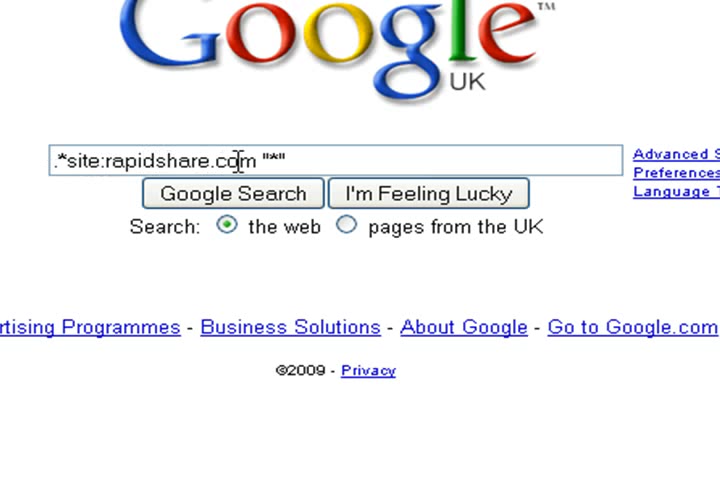 Google™
UK
.*site:rapidshare.com "*"
Advanced S
Preferences
Language T
Google Search I'm Feeling Lucky
Search: the web pages from the UK
rtising Programmes - Business Solutions - About Google - Go to Google.com
©2009 - Privacy